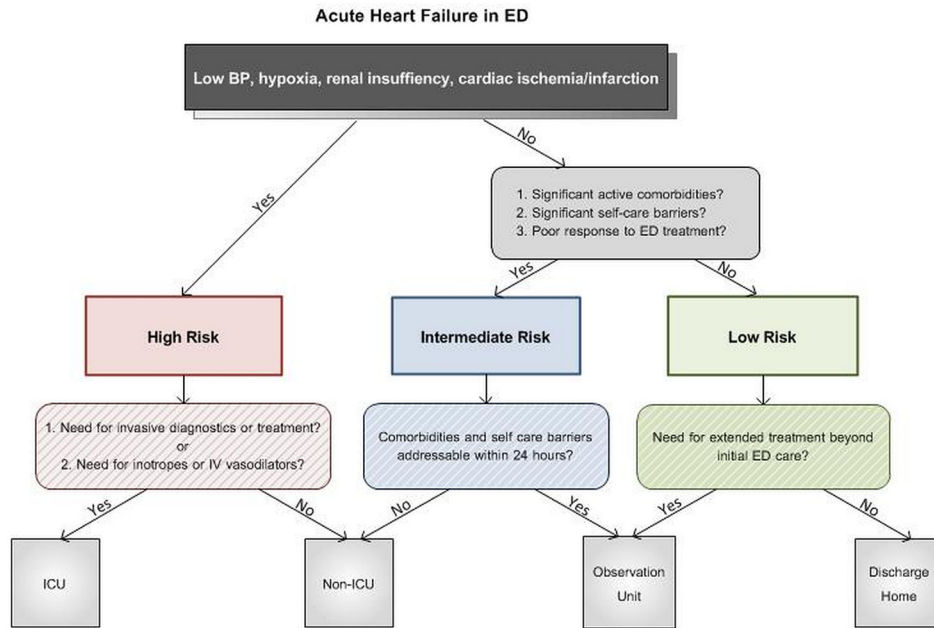 Acute Heart Failure in ED
Low BP, hypoxia, renal insuffiency, cardiac ischemia/infarction
No
Yes
1. Significant active comorbidities?
2. Significant self-care barriers?
3. Poor response to ED treatment?
Yes
No
High Risk
Intermediate Risk
Low Risk
1. Need for invasive diagnostics or treatment?
or
2. Need for inotropes or IV vasodilators?
Comorbidities and self care barriers
addressable within 24 hours?
Need for extended treatment beyond
initial ED care?
Yes
No
No
Yes
Yes
No
ICU
Non-ICU
Observation
Unit
Discharge
Home